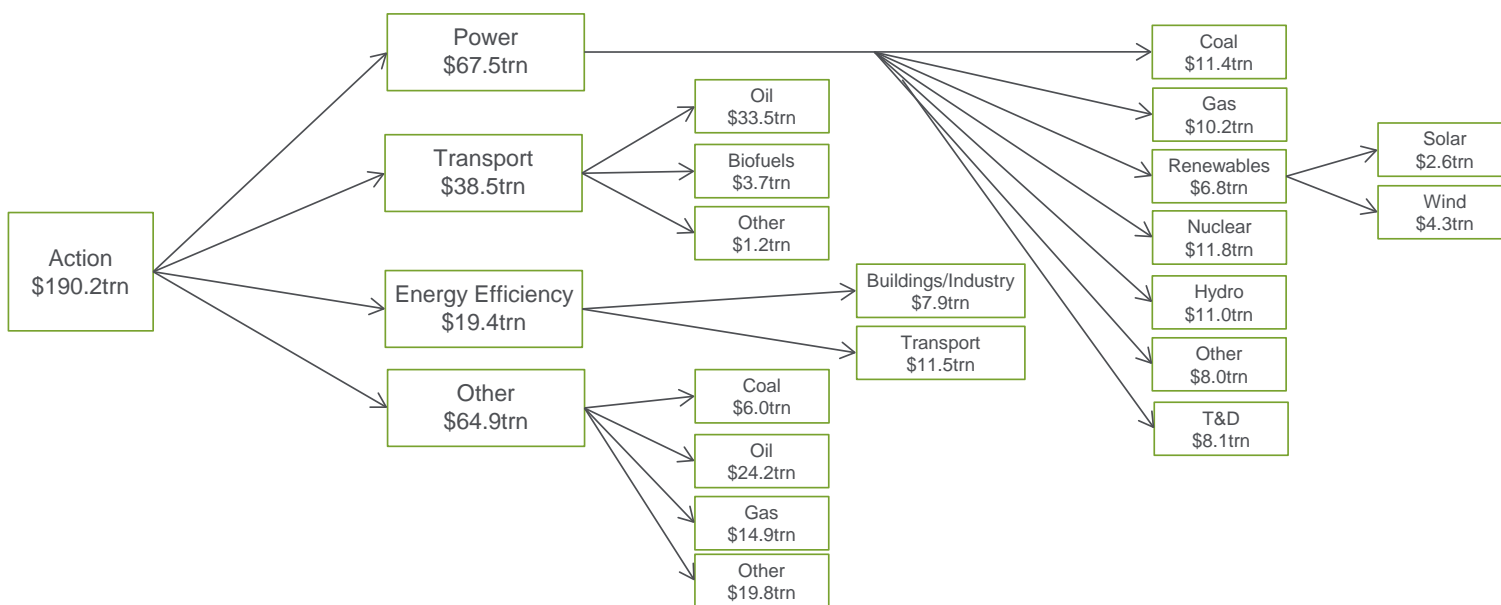 Action
$190.2trn
Power
$67.5trn
Transport
$38.5trn
Energy Efficiency
$19.4trn
Other
$64.9trn
Oil
$33.5trn
Biofuels
$3.7trn
Other
$1.2trn
Buildings/Industry
$7.9trn
Transport
$11.5trn
Coal
$6.0trn
Oil
$24.2trn
Gas
$14.9trn
Other
$19.8trn
Coal
$11.4trn
Gas
$10.2trn
Renewables
$6.8trn
Nuclear
$11.8trn
Hydro
$11.0trn
Other
$8.0trn
T&D
$8.1trn
Solar
$2.6trn
Wind
$4.3trn